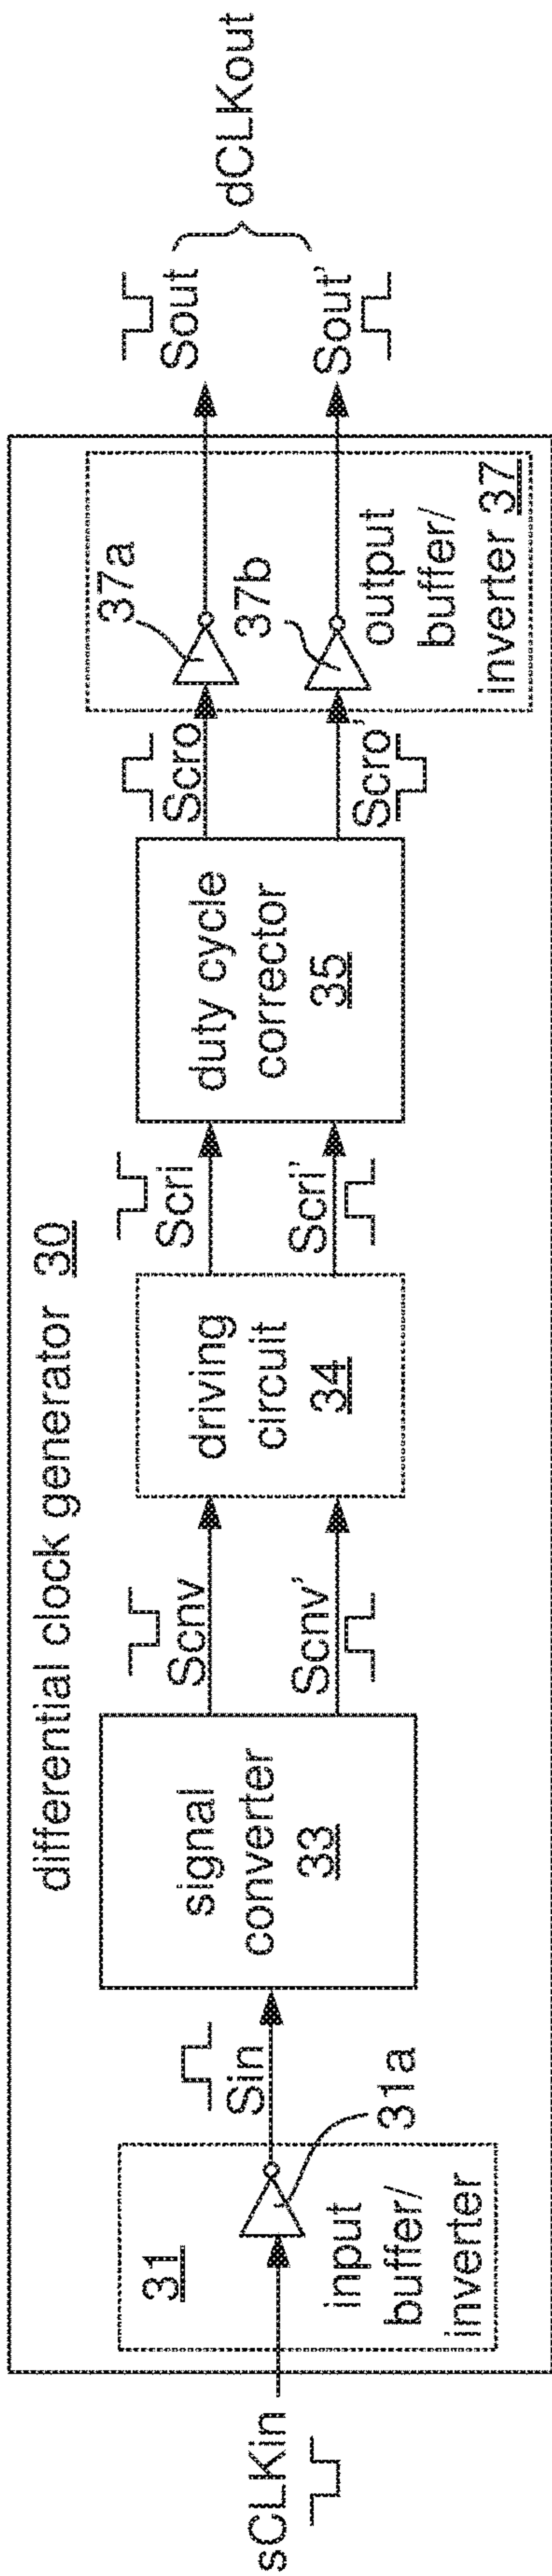 differential clock generator 30
sCLKin
31
31a
input
buffer/
inverter
Sin
signal
converter
33
Scnv
Scnv’
driving
circuit
34
Scri
Scri’
duty cycle
corrector
35
Scro
Scro’
37a
37b
output
buffer/
inverter 37
Sout
Sout’
dCLKout